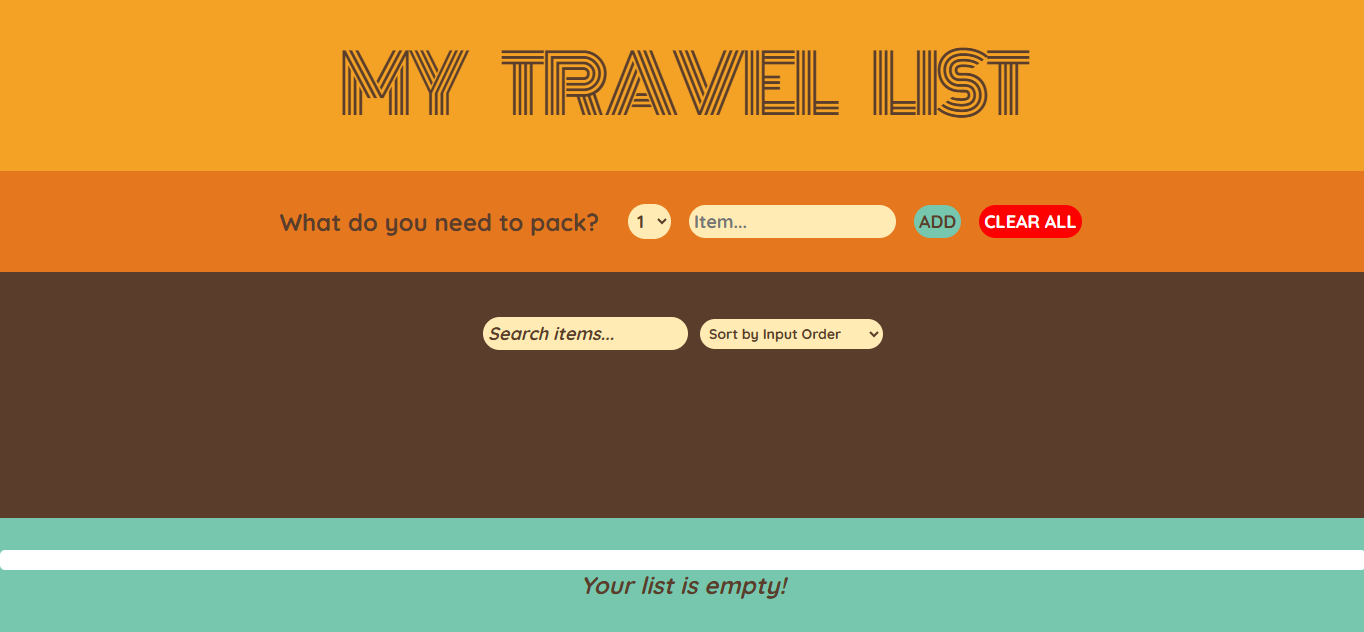 MY TRAVEL LIST
What do you need to pack? 1 Item... ADD CLEAR ALL
Search items... Sort by Input Order
Your list is empty!